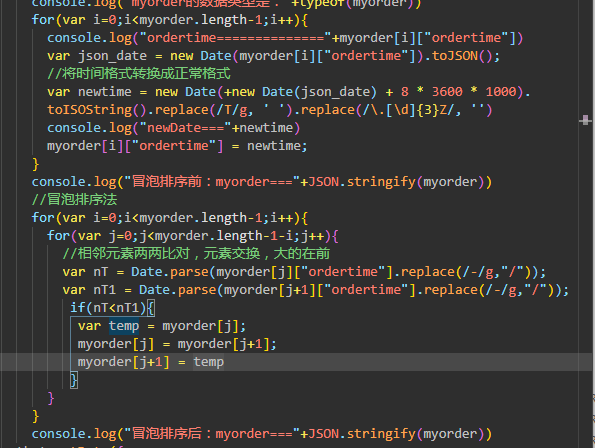 console.log("myorder的数据类型是："+typeof(myorder))
for(var i=0;i<myorder.length-1;i++){
console.log("ordertime=============="+myorder[i]["ordertime"])
var json_date = new Date(myorder[i]["ordertime"]).toJSON();
//将时间格式转换成正常格式
var newtime = new Date(+new Date(json_date) + 8 * 3600 * 1000).
toISOString().replace(/T/g, ' ').replace(/\.[\d]{3}Z/, '')
console.log("newDate==="+newtime)
myorder[i]["ordertime"] = newtime;
}
console.log("冒泡排序前：myorder==="+JSON.stringify(myorder))
//冒泡排序法
for(var i=0;i<myorder.length-1;i++){
for(var j=0;j<myorder.length-1-i;j++){
//相邻元素两两比对，元素交换，大的在前
var nT = Date.parse(myorder[j]["ordertime"].replace(/-/g,"/"));
var nT1 = Date.parse(myorder[j+1]["ordertime"].replace(/-/g,"/"));
if(nT<nT1){
var temp = myorder[j];
myorder[j] = myorder[j+1];
myorder[j+1] = temp
}
}
}
console.log("冒泡排序后：myorder==="+JSON.stringify(myorder))